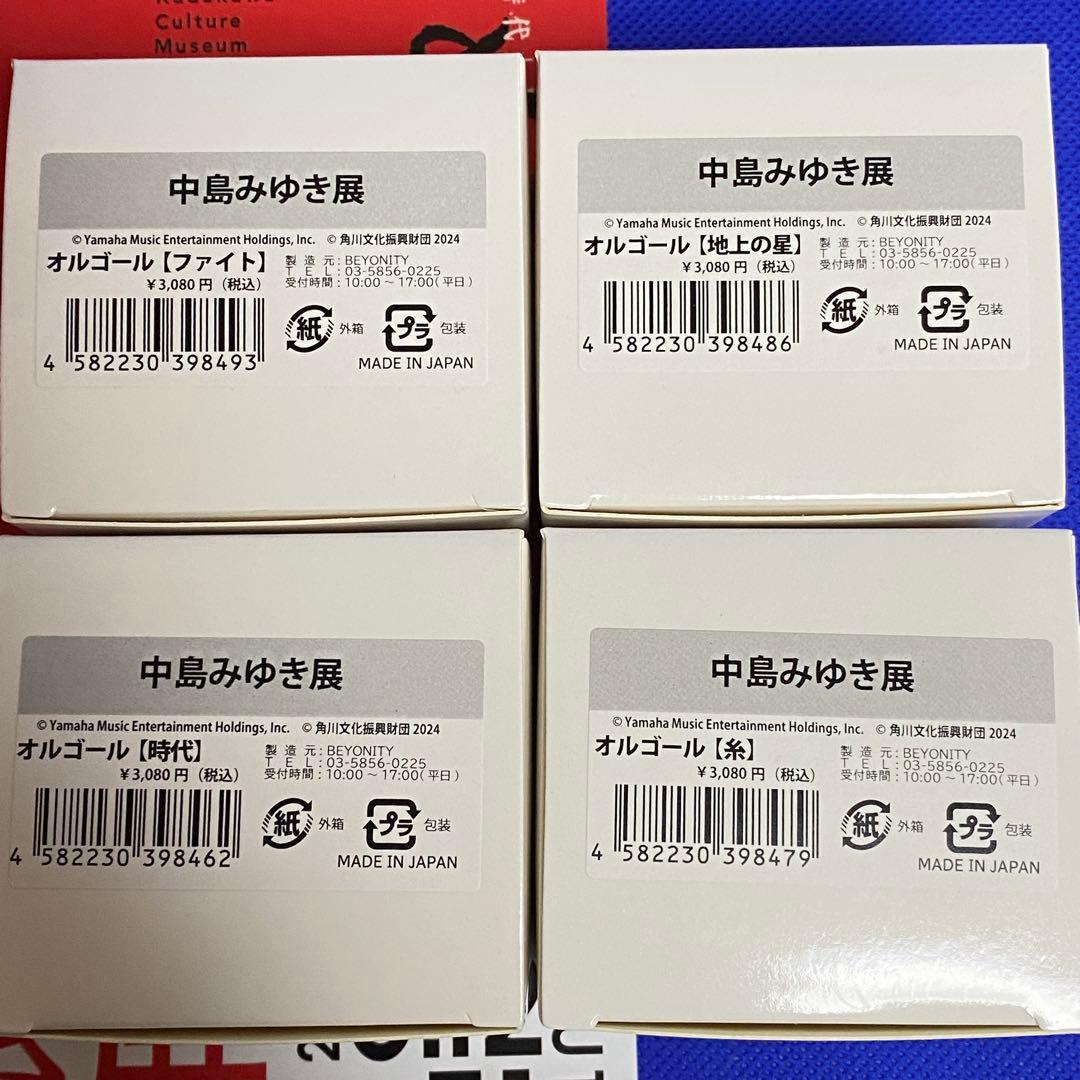 Culture
Museum
時代
中島みゆき展
© Yamaha Music Entertainment Holdings, Inc. © 角川文化振興財団 2024
オルゴール【ファイト】
¥3,080円（税込）
製造元：BEYONITY
TEL：03-5856-0225
受付時間：10:00～17:00(平日)
4 582230 398493
紙 外箱
プラ 包装
MADE IN JAPAN
中島みゆき展
© Yamaha Music Entertainment Holdings, Inc. © 角川文化振興財団 2024
オルゴール【地上の星】
¥3,080円（税込）
製造元：BEYONITY
TEL：03-5856-0225
受付時間：10:00～17:00(平日)
4 582230 398486
紙 外箱
プラ 包装
MADE IN JAPAN
中島みゆき展
© Yamaha Music Entertainment Holdings, Inc. © 角川文化振興財団 2024
オルゴール【時代】
¥3,080円（税込）
製造元：BEYONITY
TEL：03-5856-0225
受付時間：10:00～17:00(平日)
4 582230 398462
紙 外箱
プラ 包装
MADE IN JAPAN
中島みゆき展
© Yamaha Music Entertainment Holdings, Inc. © 角川文化振興財団 2024
オルゴール【糸】
¥3,080円（税込）
製造元：BEYONITY
TEL：03-5856-0225
受付時間：10:00～17:00(平日)
4 582230 398479
紙 外箱
プラ 包装
MADE IN JAPAN